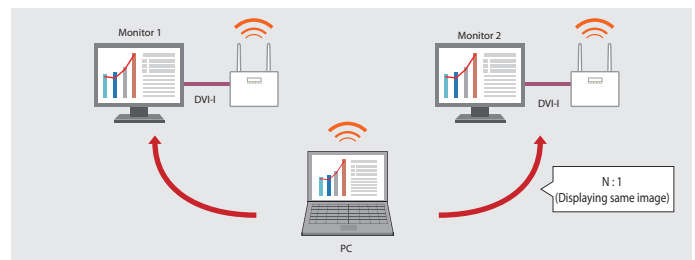 Monitor 1
Monitor 2
DVI-I
DVI-I
N : 1
(Displaying same image)
PC